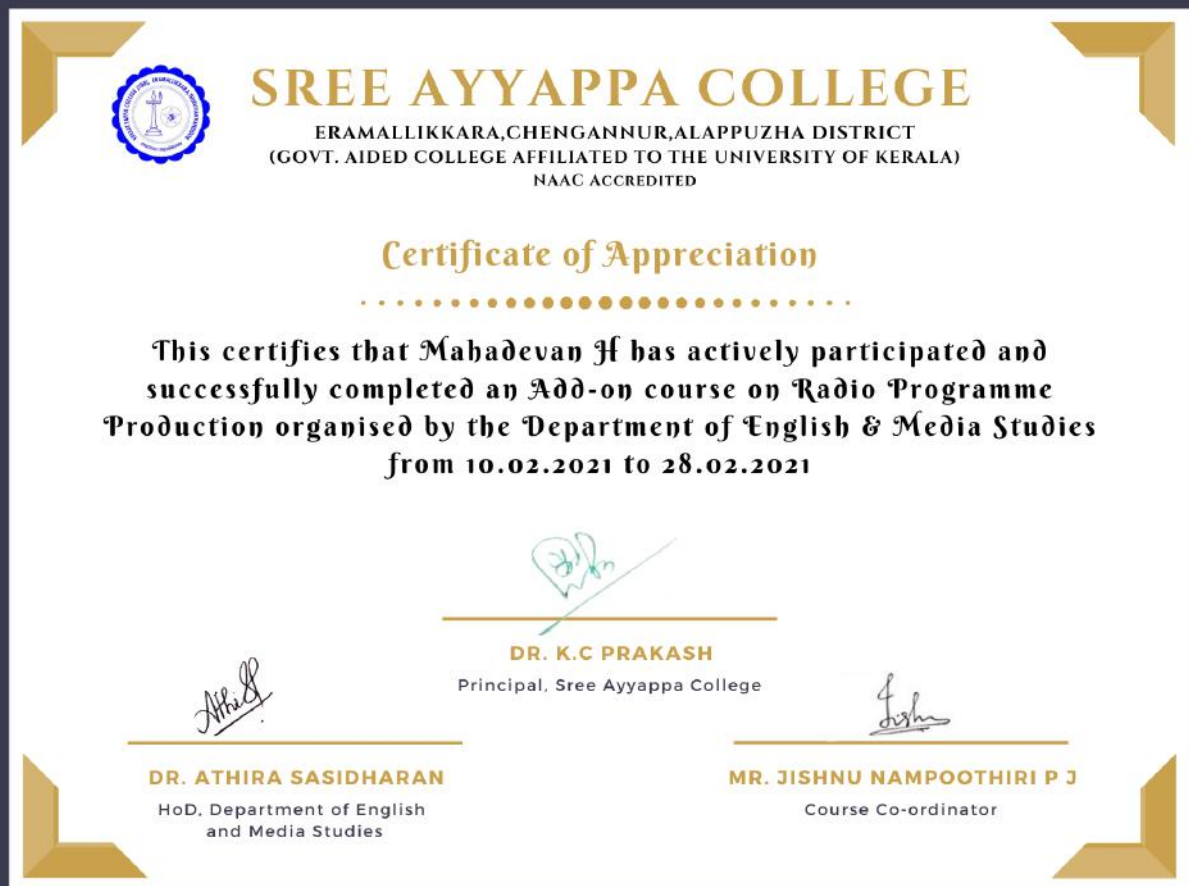 SREE AYYAPPA COLLEGE
ERAMALLIKKARA,CHENGANNUR,ALAPPUZHA DISTRICT
(GOVT. AIDED COLLEGE AFFILIATED TO THE UNIVERSITY OF KERALA)
NAAC ACCREDITED
Certificate of Appreciation
This certifies that Mahadevan H has actively participated and
successfully completed an Add-on course on Radio Programme
Production organised by the Department of English & Media Studies
from 10.02.2021 to 28.02.2021
DR. K.C PRAKASH
Principal, Sree Ayyappa College
DR. ATHIRA SASIDHARAN
HoD, Department of English
and Media Studies
Jishnu
MR. JISHNU NAMPOOTHIRI P J
Course Co-ordinator